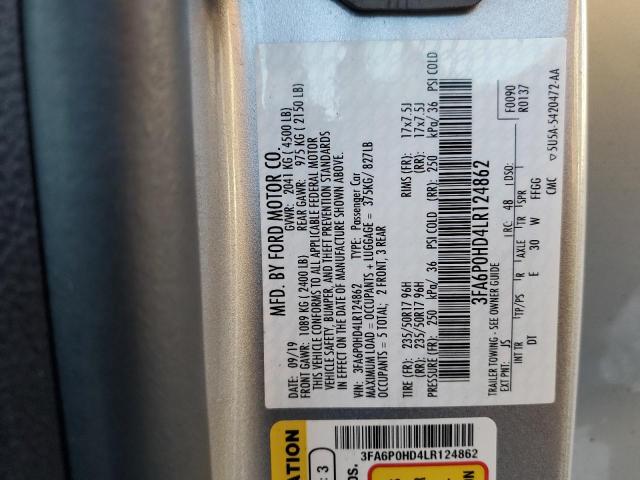 MFD. BY FORD MOTOR CO.
DATE: 09/19 GVWR: 2041 KG ( 4500 LB)
FRONT GAWR: 1089 KG ( 2400 LB) REAR GAWR: 975 KG ( 2150 LB)
THIS VEHICLE CONFORMS TO ALL APPLICABLE FEDERAL MOTOR
VEHICLE SAFETY, BUMPER, AND THEFT PREVENTION STANDARDS
IN EFFECT ON THE DATE OF MANUFACTURE SHOWN ABOVE.
VIN: 3FA6P0HD4LR124862 TYPE: Passenger Car
MAXIMUM LOAD = OCCUPANTS + LUGGAGE = 375KG/ 827LB
OCCUPANTS = 5 TOTAL; 2 FRONT, 3 REAR
TIRE (FR): 235/50R17 96H RIMS (FR): 17x7.5J
(RR): 235/50R17 96H (RR): 17x7.5J
PRESSURE (FR): 250 kPa/ 36 PSI COLD (RR): 250 kPa/ 36 PSI COLD
3FA6P0HD4LR124862
TRAILER TOWING - SEE OWNER GUIDE
F0090
R0137
EXT PNT: JS RC: 48 DSO:
INT TR TP/PS R AXLE TR SPR
DT E 30 W FFGG
CMC 5U5A-5420472-AA
3FA6P0HD4LR124862
ATION
: 3
OS.